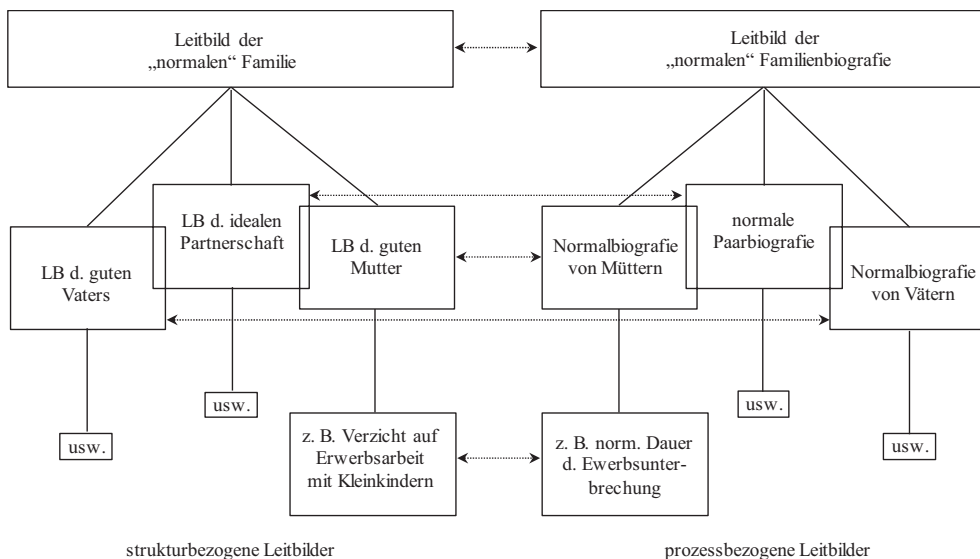 Leitbild der
„normalen“ Familie
Leitbild der
„normalen“ Familienbiografie
LB d. idealen
Partnerschaft
normale
Paarbiografie
LB d. guten
Mutter
Normalbiografie
von Müttern
LB d. guten
Vaters
Normalbiografie
von Vätern
usw.
usw.
usw.
usw.
z. B. Verzicht auf
Erwerbsarbeit
mit Kleinkindern
z. B. norm. Dauer
d. Ewerbsunter-
brechung
strukturbezogene Leitbilder
prozessbezogene Leitbilder